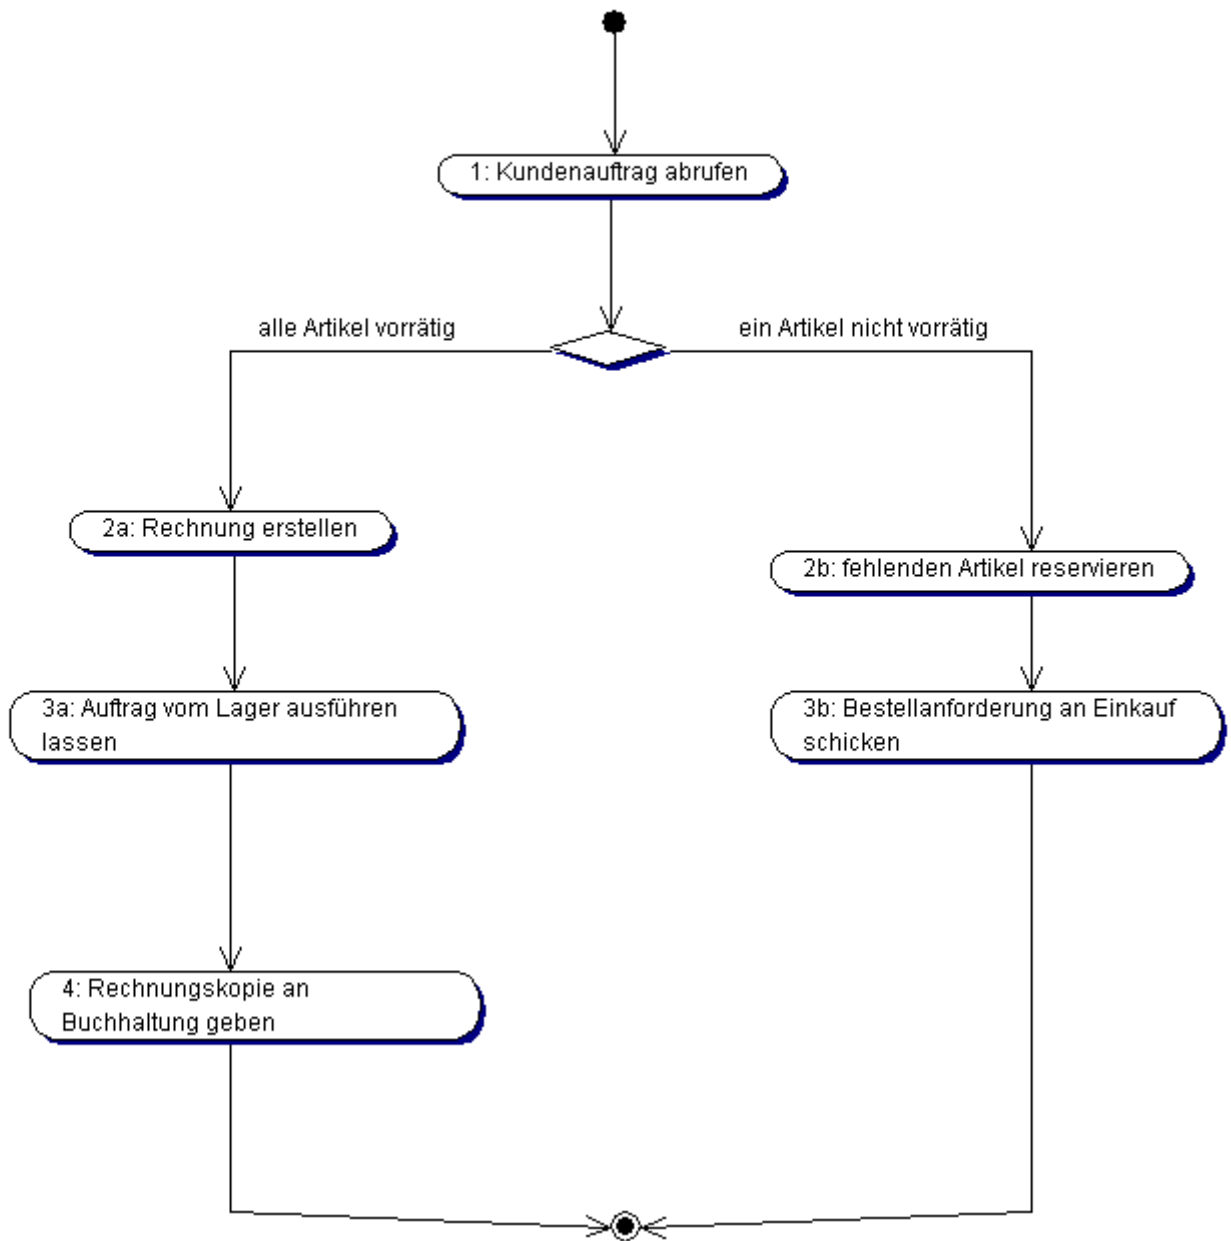 1: Kundenauftrag abrufen
alle Artikel vorrätig
ein Artikel nicht vorrätig
2a: Rechnung erstellen
2b: fehlenden Artikel reservieren
3a: Auftrag vom Lager ausführen
lassen
3b: Bestellanforderung an Einkauf
schicken
4: Rechnungskopie an
Buchhaltung geben